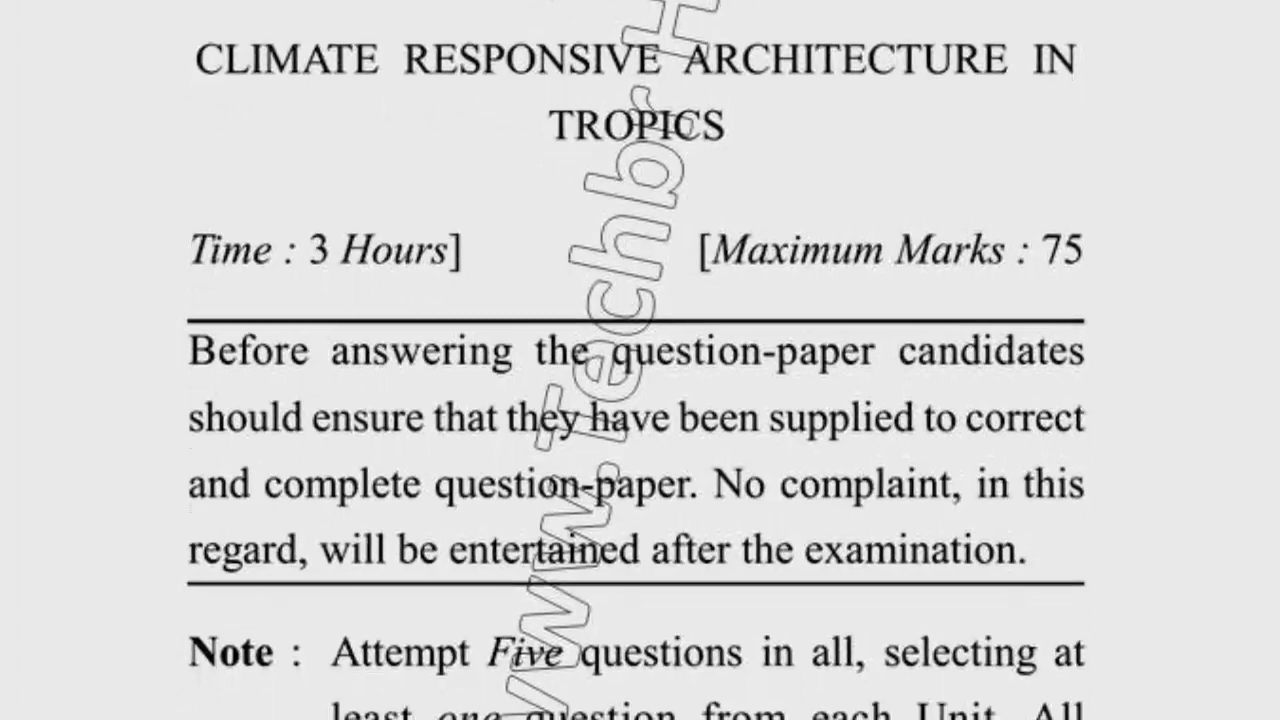 CLIMATE RESPONSIVE ARCHITECTURE IN
TROPICS
Time : 3 Hours]
[Maximum Marks : 75
Before answering the question-paper candidates
should ensure that they have been supplied to correct
and complete question-paper. No complaint, in this
regard, will be entertained after the examination.
Note : Attempt Five questions in all, selecting at
least one question from each Unit. All
www.Techbr H